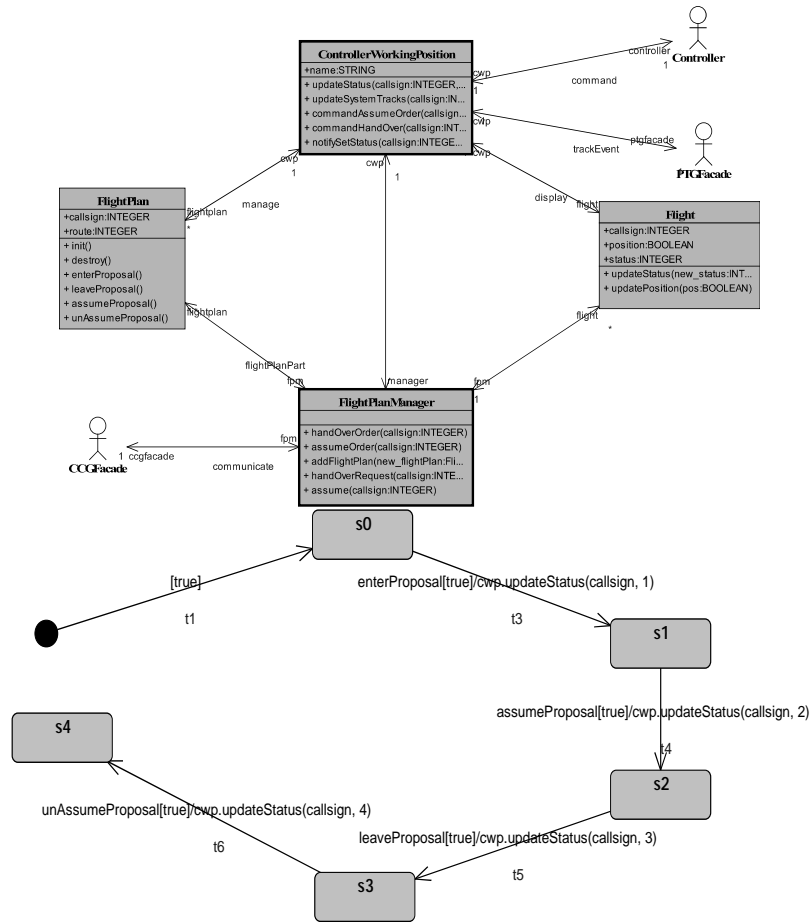 ControllerWorkingPosition
+name:STRING
+ updateStatus(callsign:INTEGER,...
+ updateSystemTracks(callsign:IN...
+ commandAssumeOrder(callsign...
+ commandHandOver(callsign:INT...
+ notifySetStatus(callsign:INTEGE...
controller
1
Controller
cwp
1
command
cwp
ptgfacade
trackEvent
PTGFacade
cwp
1
cwp
1
cwp
display
flight
FlightPlan
+callsign:INTEGER
+route:INTEGER
+ init()
+ destroy()
+ enterProposal()
+ leaveProposal()
+ assumeProposal()
+ unAssumeProposal()
flightplan
*
manage
Flight
+callsign:INTEGER
+position:BOOLEAN
+status:INTEGER
+ updateStatus(new_status:INT...
+ updatePosition(pos:BOOLEAN)
flightplan
flight
*
flightPlanPart
fpm
manager
fpm
1
FlightPlanManager
+ handOverOrder(callsign:INTEGER)
+ assumeOrder(callsign:INTEGER)
+ addFlightPlan(new_flightPlan:Fli...
+ handOverRequest(callsign:INTE...
+ assume(callsign:INTEGER)
CCGFacade
1 ccgfacade
fpm
communicate
s0
[true]
t1
enterProposal[true]/cwp.updateStatus(callsign, 1)
t3
s1
assumeProposal[true]/cwp.updateStatus(callsign, 2)
t4
s4
s2
unAssumeProposal[true]/cwp.updateStatus(callsign, 4)
t6
leaveProposal[true]/cwp.updateStatus(callsign, 3)
t5
s3